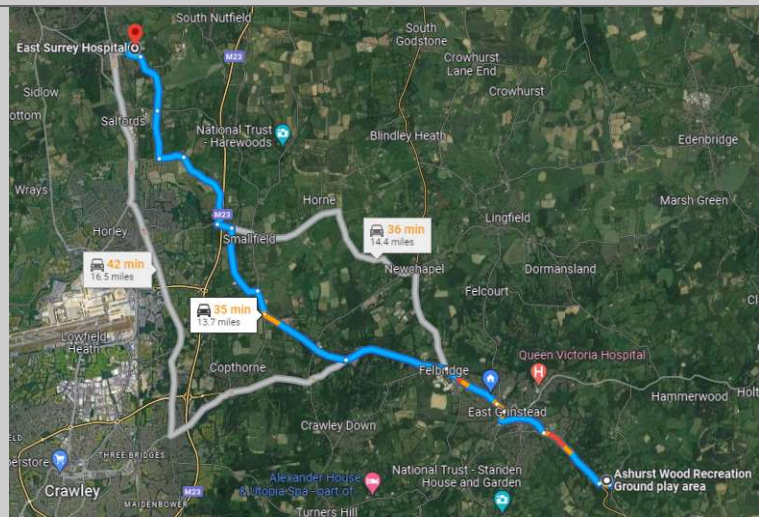 South Nutfield
East Surrey Hospital
M23
South
Godstone
Crowhurst
Lane End
Crowhurst
Sidlow
ottom
Salfords
National Trust
- Harewoods
Blindley Heath
Edenbridge
Wrays
Horne
Marsh Green
M23
Lingfield
Horley
Smallfield
36 min
14.4 miles
42 min
16.5 miles
Newchapel
Dormansland
35 min
13.7 miles
Felcourt
Lowfield
Heath
Queen Victoria Hospital
Copthorne
Felbridge
East Grinstead
Hammerwood
Holt
Crawley Down
THREE BRIDGES
perstore
Crawley
Alexander House
& Utopia Spa - part of
National Trust - Standen
House and Garden
Ashurst Wood Recreation
Ground play area
MAIDENBOWER
M23
Turners Hill